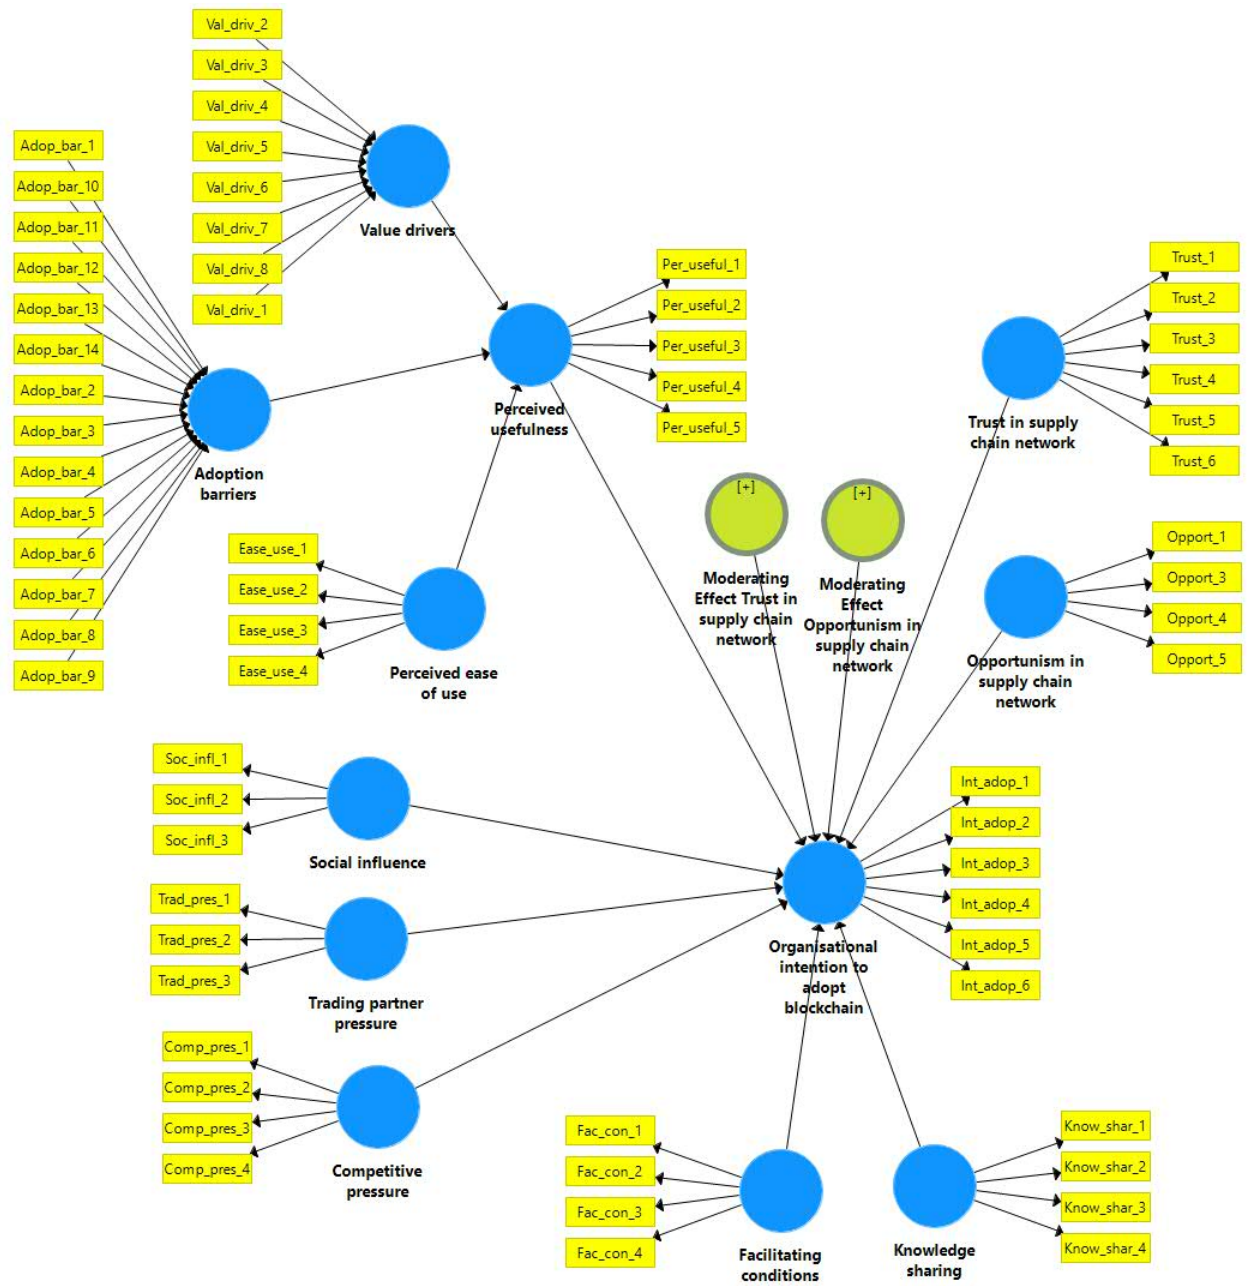 Val_driv_2
Val_driv_3
Val_driv_4
Val_driv_5
Val_driv_6
Val_driv_7
Val_driv_8
Val_driv_1
Value drivers
Adop_bar_1
Adop_bar_10
Adop_bar_11
Adop_bar_12
Adop_bar_13
Adop_bar_14
Adop_bar_2
Adop_bar_3
Adop_bar_4
Adop_bar_5
Adop_bar_6
Adop_bar_7
Adop_bar_8
Adop_bar_9
Adoption
barriers
Per_useful_1
Per_useful_2
Per_useful_3
Per_useful_4
Per_useful_5
Perceived
usefulness
Trust_1
Trust_2
Trust_3
Trust_4
Trust_5
Trust_6
Trust in supply
chain network
Ease_use_1
Ease_use_2
Ease_use_3
Ease_use_4
Perceived ease
of use
[+]
Moderating
Effect Trust in
supply chain
network
[+]
Moderating
Effect
Opportunism in
supply chain
network
Opport_1
Opport_3
Opport_4
Opport_5
Opportunism in
supply chain
network
Soc_infl_1
Soc_infl_2
Soc_infl_3
Social influence
Int_adop_1
Int_adop_2
Int_adop_3
Int_adop_4
Int_adop_5
Int_adop_6
Organisational
intention to
adopt
blockchain
Trad_pres_1
Trad_pres_2
Trad_pres_3
Trading partner
pressure
Comp_pres_1
Comp_pres_2
Comp_pres_3
Comp_pres_4
Competitive
pressure
Fac_con_1
Fac_con_2
Fac_con_3
Fac_con_4
Facilitating
conditions
Know_shar_1
Know_shar_2
Know_shar_3
Know_shar_4
Knowledge
sharing